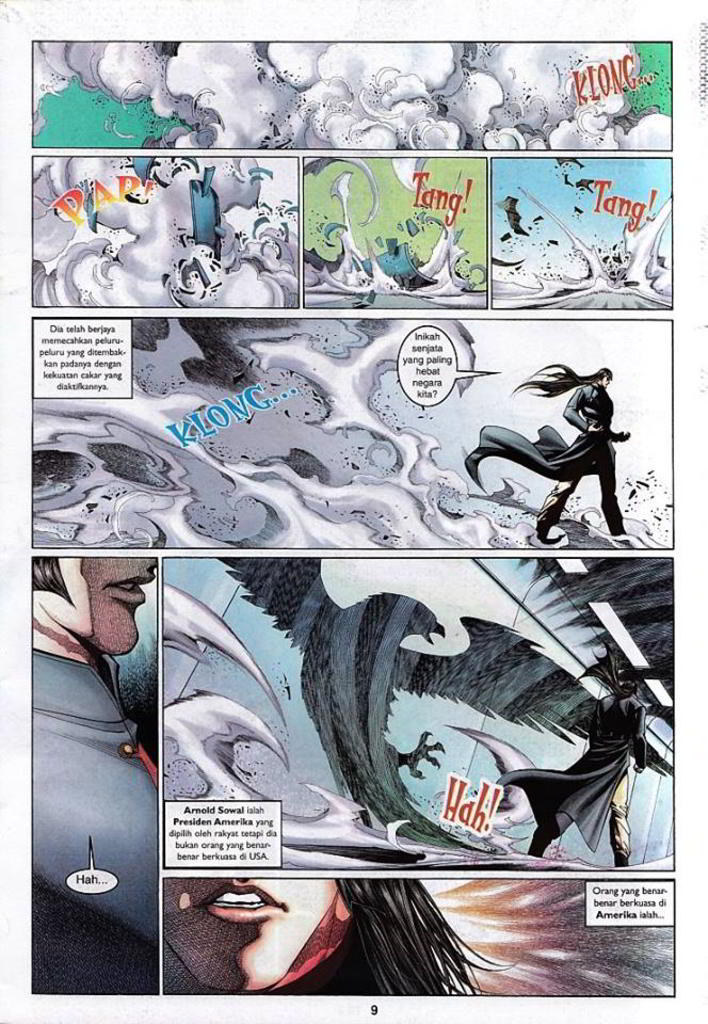 KLONG...
PAP!
Tang!
Tang!
Dia telah berjaya
memecahkan peluru-
peluru yang ditembak-
kan padanya dengan
kekuatan cakar yang
diaktifkannya.
KLONG...
Inikah
senjata
yang paling
hebat
negara
kita?
Hah...
Arnold Sowal ialah
Presiden Amerika yang
dipilih oleh rakyat tetapi dia
bukan orang yang benar-
benar berkuasa di USA.
Hah!
Orang yang benar-
benar berkuasa di
Amerika ialah...
9